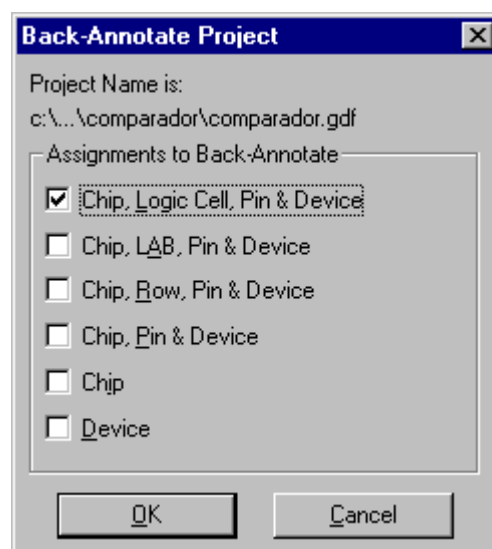 Back-Annotate Project
Project Name is:
c:\...\comparador\comparador.gdf
Assignments to Back-Annotate
Chip, Logic Cell, Pin & Device
Chip, LAB, Pin & Device
Chip, Row, Pin & Device
Chip, Pin & Device
Chip
Device
OK Cancel